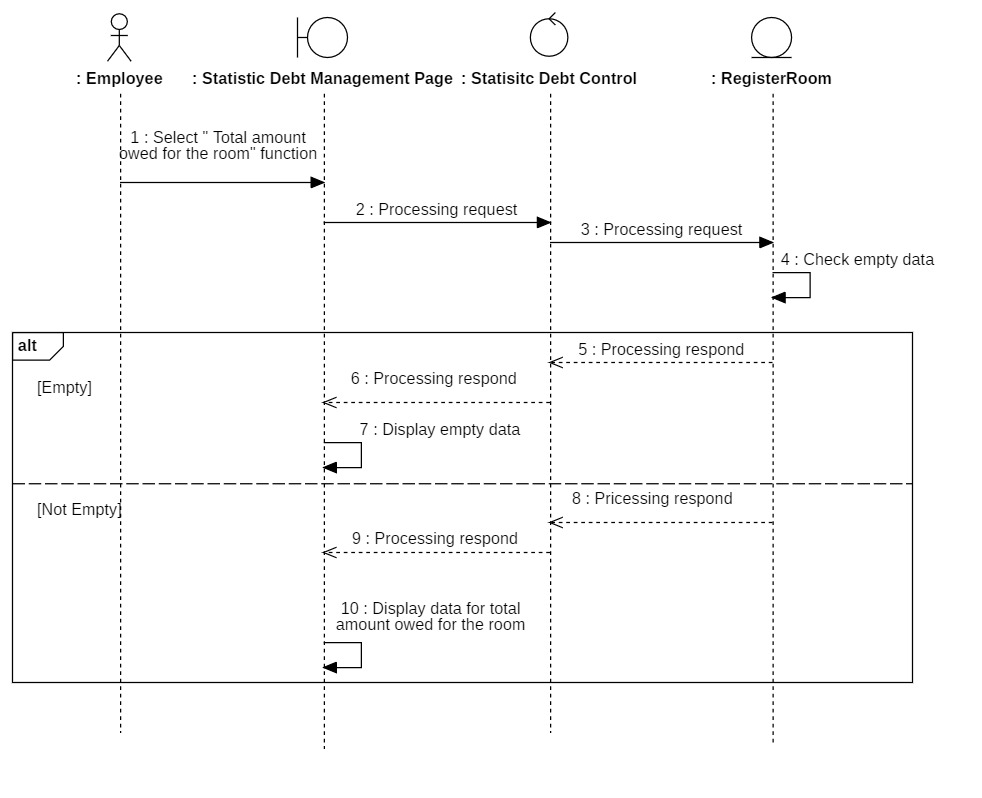 : Employee
: Statistic Debt Management Page
: Statisitc Debt Control
: RegisterRoom
1 : Select " Total amount
owed for the room" function
2 : Processing request
3 : Processing request
4 : Check empty data
alt
5 : Processing respond
6 : Processing respond
[Empty]
7 : Display empty data
8 : Pricessing respond
[Not Empty]
9 : Processing respond
10 : Display data for total
amount owed for the room